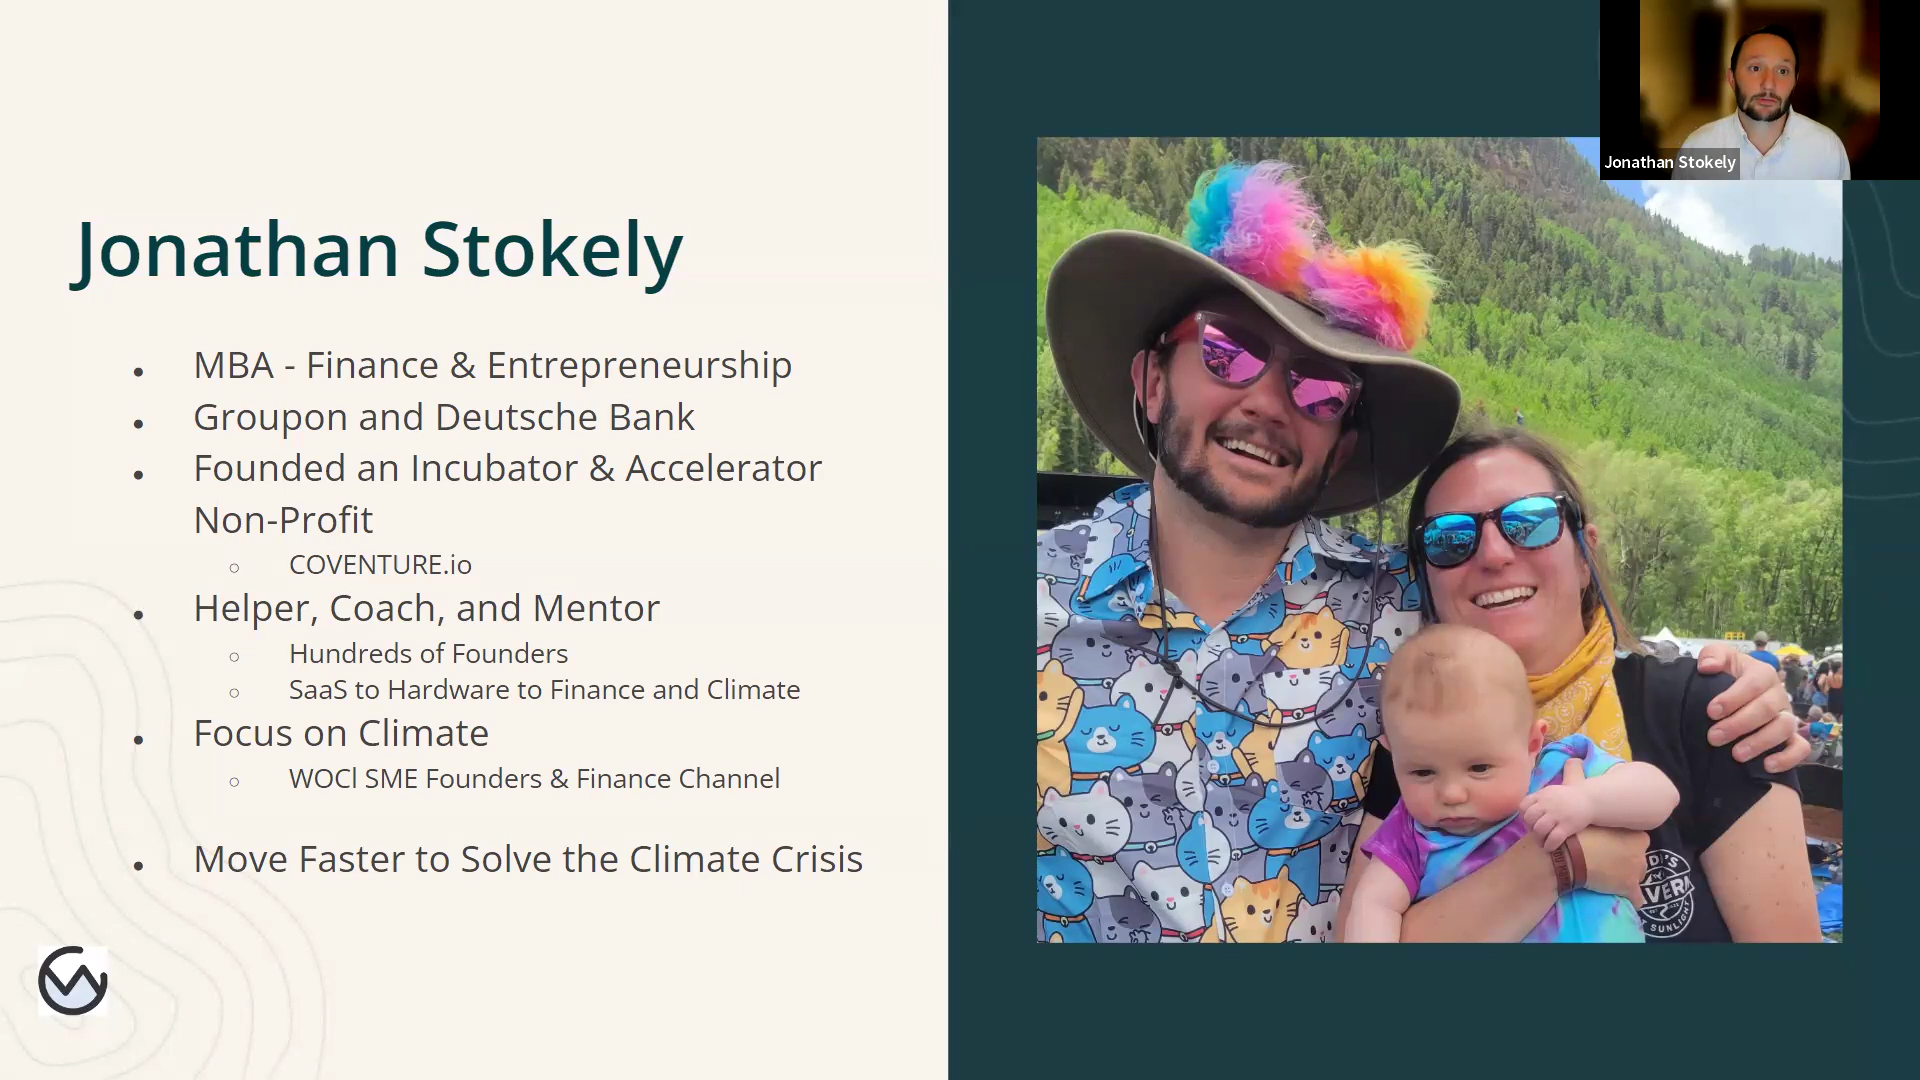 Jonathan Stokely
Jonathan Stokely
• MBA - Finance & Entrepreneurship
• Groupon and Deutsche Bank
• Founded an Incubator & Accelerator
Non-Profit
○ COVENTURE.io
• Helper, Coach, and Mentor
○ Hundreds of Founders
○ SaaS to Hardware to Finance and Climate
• Focus on Climate
○ WOCl SME Founders & Finance Channel
• Move Faster to Solve the Climate Crisis
SUNLIGHT